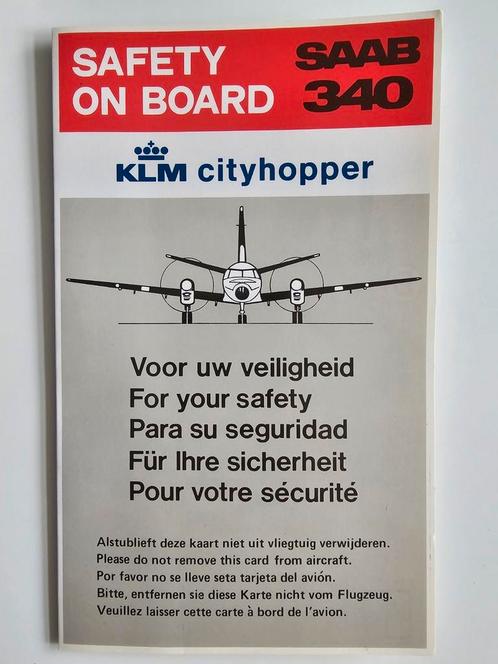 SAFETY
ON BOARD
SAAB
340
KLM cityhopper
Voor uw veiligheid
For your safety
Para su seguridad
Für Ihre sicherheit
Pour votre sécurité
Alstublieft deze kaart niet uit vliegtuig verwijderen.
Please do not remove this card from aircraft.
Por favor no se lleve seta tarjeta del avión.
Bitte, entfernen sie diese Karte nicht vom Flugzeug.
Veuillez laisser cette carte à bord de l'avion.